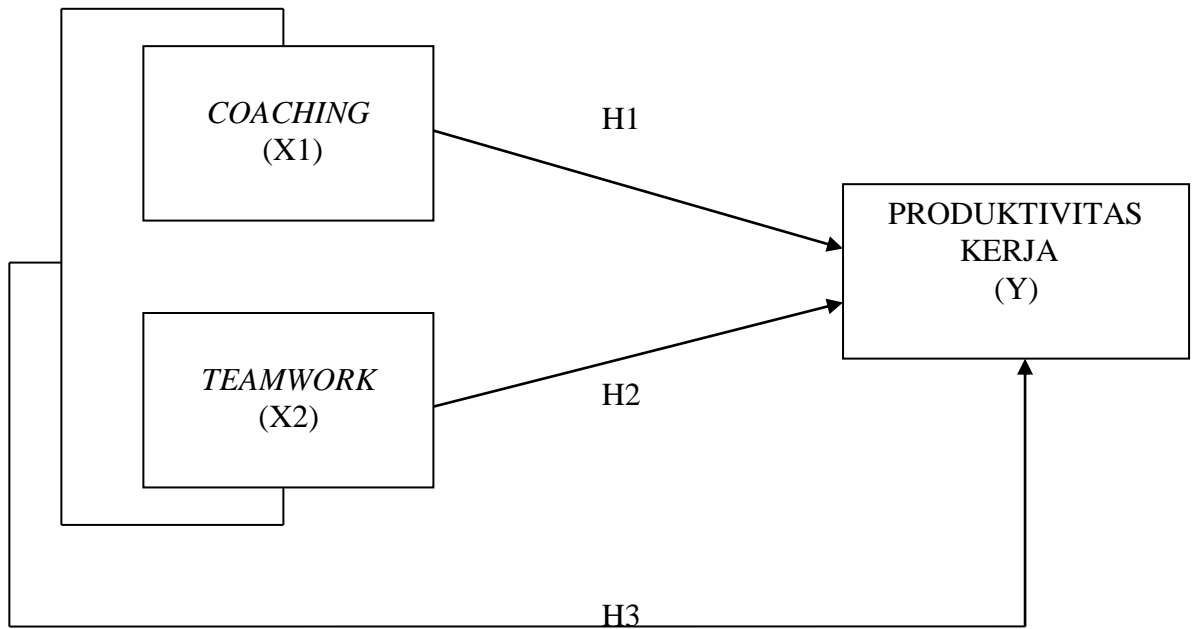 COACHING
(X1)
H1
PRODUKTIVITAS
KERJA
(Y)
TEAMWORK
(X2)
H2
H3